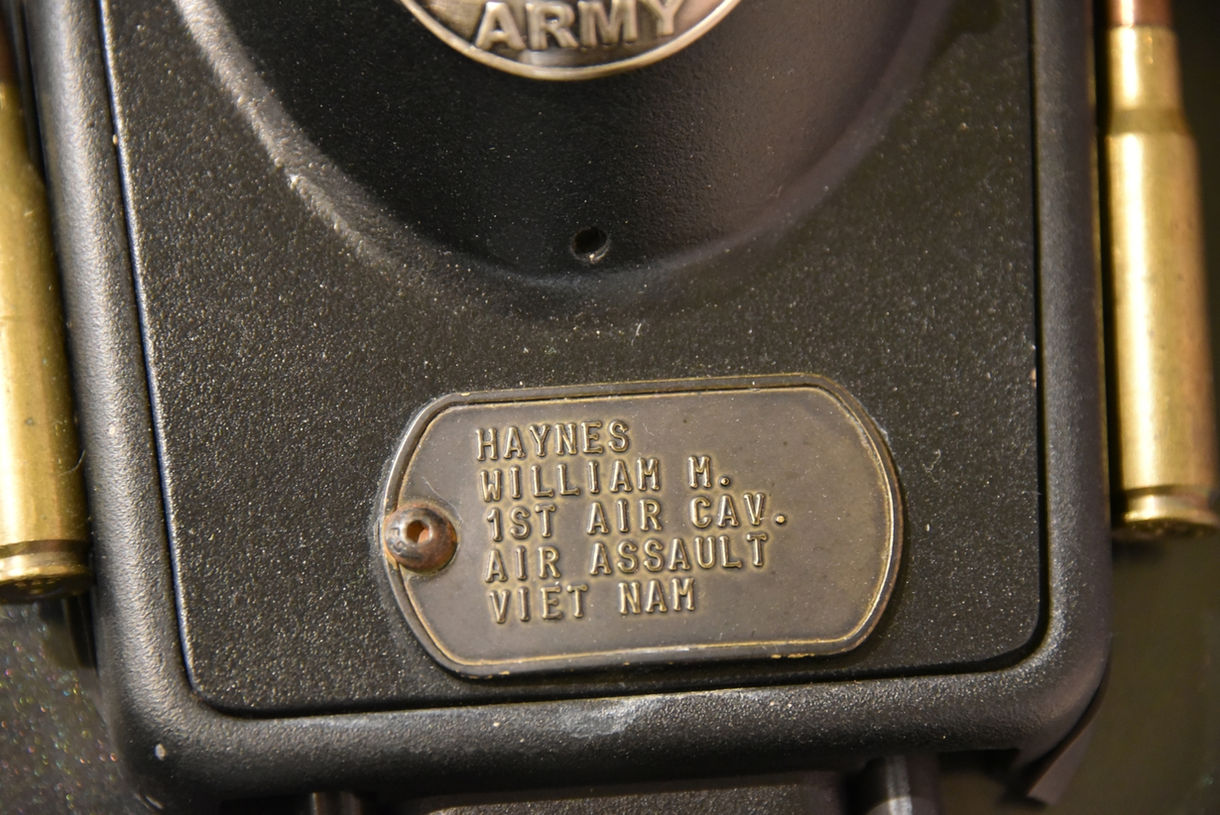 ARMY
HAYNES
WILLIAM M.
1ST AIR CAV.
AIR ASSAULT
VIET NAM